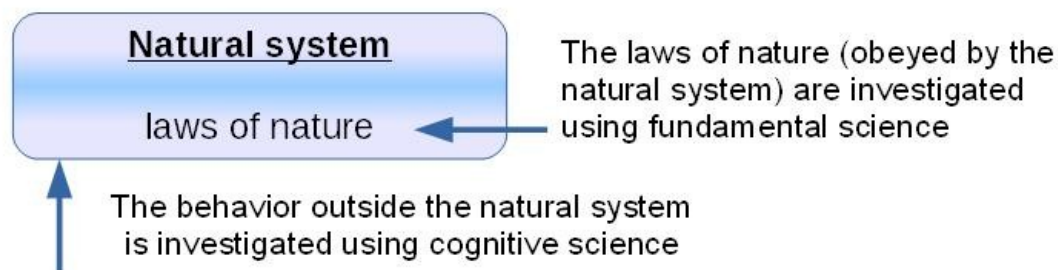 Natural system
laws of nature
The laws of nature (obeyed by the
natural system) are investigated
using fundamental science
The behavior outside the natural system
is investigated using cognitive science